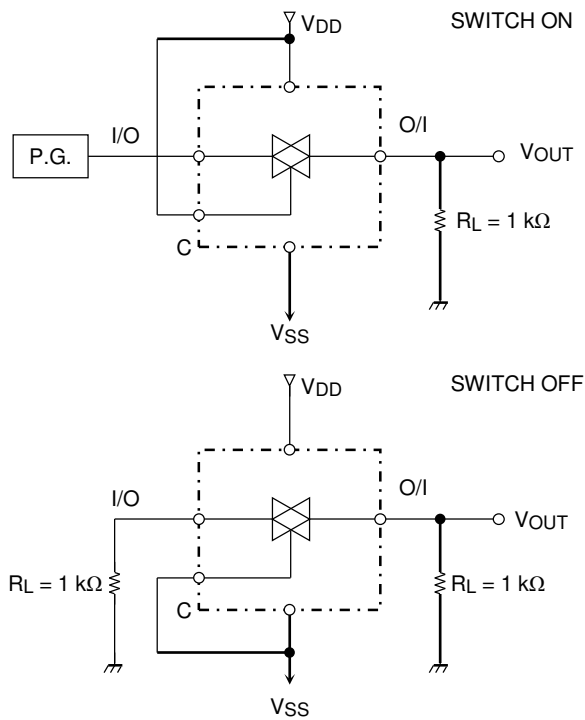 VDD
SWITCH ON
I/O
O/I
P.G.
VOUT
RL = 1 kΩ
C
VSS
VDD
SWITCH OFF
I/O
O/I
VOUT
RL = 1 kΩ
RL = 1 kΩ
C
VSS